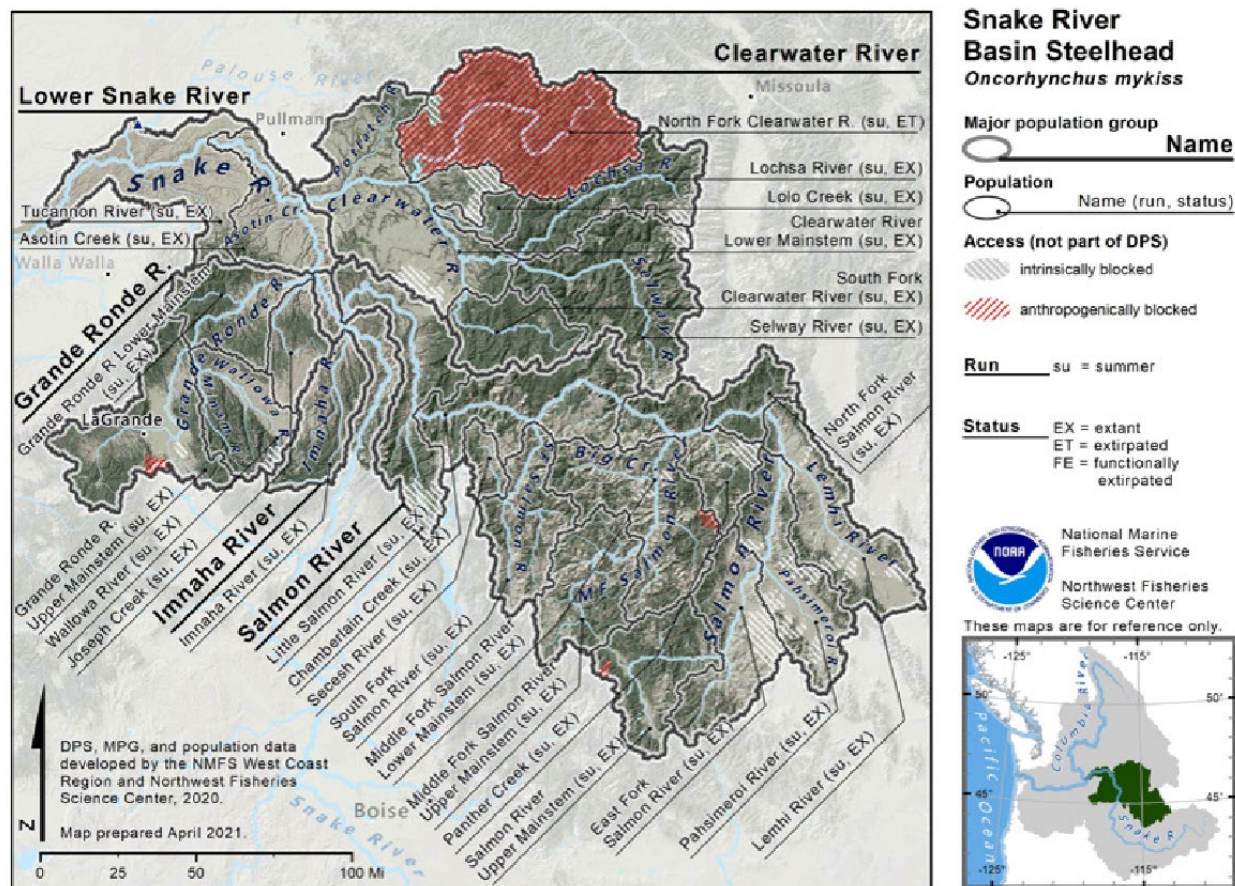 Snake River
Basin Steelhead
Oncorhynchus mykiss
Major population group
Name
Population
Name (run, status)
Access (not part of DPS)
intrinsically blocked
anthropogenically blocked
Run
su = summer
Status
EX = extant
ET = extirpated
FE = functionally
extirpated
NOAA
National Marine
Fisheries Service
Northwest Fisheries
Science Center
These maps are for reference only.
-125°
-115°
50°
50°
45°
45°
-125°
-115°
Pacific Ocean
Columbia River
Snake R.
Clearwater River
Missoula
Palouse River
Lower Snake River
Pullman
Potlatch R.
North Fork Clearwater R. (su, ET)
Lochsa River (su, EX)
Lochsa R.
Lolo Creek (su, EX)
Clearwater River
Lower Mainstem (su, EX)
South Fork
Clearwater River (su, EX)
Selway River (su, EX)
Selway R.
Snake R.
Clearwater R.
Tucannon River (su, EX)
Asotin Creek (su, EX)
Asotin Cr.
Walla Walla
Grande Ronde R.
Grande Ronde R Lower Mainstem
(su, EX)
Grande Ronde R.
Wallowa R.
Minam R.
Imnaha R.
LaGrande
North Fork
Salmon River
(su, EX)
Big Cr.
Salmon River
Lemhi River
SF Salmon R.
MF Salmon River
Pahsimeroi R.
Grande Ronde R.
Upper Mainstem (su, EX)
Wallowa River (su, EX)
Joseph Creek (su, EX)
Imnaha River
Imnaha River (su, EX)
Salmon River
Little Salmon River (su, EX)
Chamberlain Creek (su, EX)
Secesh River (su, EX)
South Fork
Salmon River (su, EX)
Middle Fork Salmon River
Lower Mainstem (su, EX)
Middle Fork Salmon River
Upper Mainstem (su, EX)
Panther Creek (su, EX)
Salmon River
Upper Mainstem (su, EX)
East Fork
Salmon River (su, EX)
Pahsimeroi River (su, EX)
Lemhi River (su, EX)
DPS, MPG, and population data
developed by the NMFS West Coast
Region and Northwest Fisheries
Science Center, 2020.
Map prepared April 2021.
Boise
Snake River
N
0
25
50
100 Mi